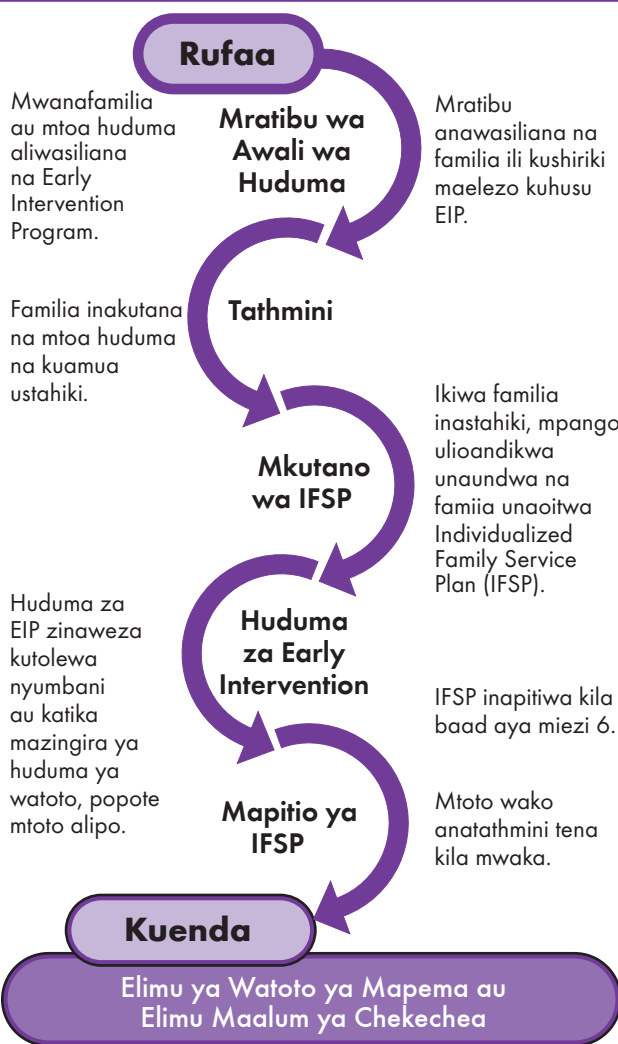 Rufaa
Mwanafamilia
au mtoa huduma
aliwasiliana
na Early
Intervention
Program.
Mratibu wa
Awali wa
Huduma
Mratibu
anawasiliana na
familia ili kushiriki
maelezo kuhusu
EIP.
Familia inakutana
na mtoa huduma
na kuamua
ustahiki.
Tathmini
Mkutano
wa IFSP
Ikiwa familia
inastahiki, mpango
ulioandikwa
unaundwa na
famiia unaoitwa
Individualized
Family Service
Plan (IFSP).
Huduma za
EIP zinaweza
kutolewa
nyumbani
au katika
mazingira ya
huduma ya
watoto, popote
mtoto alipo.
Huduma
za Early
Intervention
IFSP inapitiwa kila
baad aya miezi 6.
Mapitio ya
IFSP
Mtoto wako
anatathmini tena
kila mwaka.
Kuenda
Elimu ya Watoto ya Mapema au
Elimu Maalum ya Chekechea